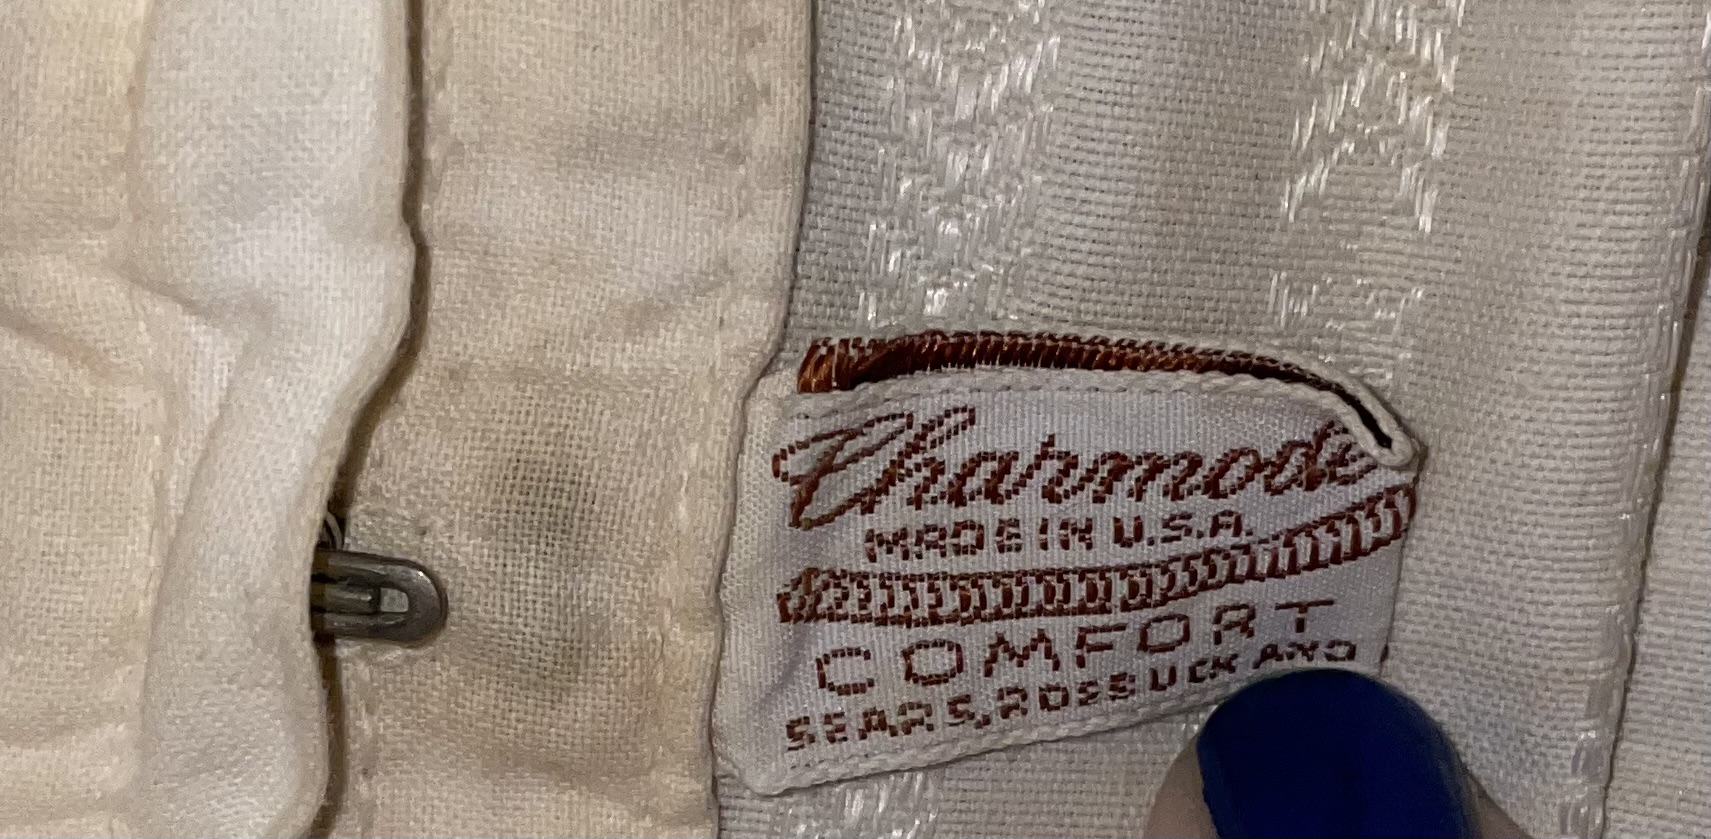 Charmode
MADE IN U.S.A.
COMFORT
SEARS, ROEBUCK AND